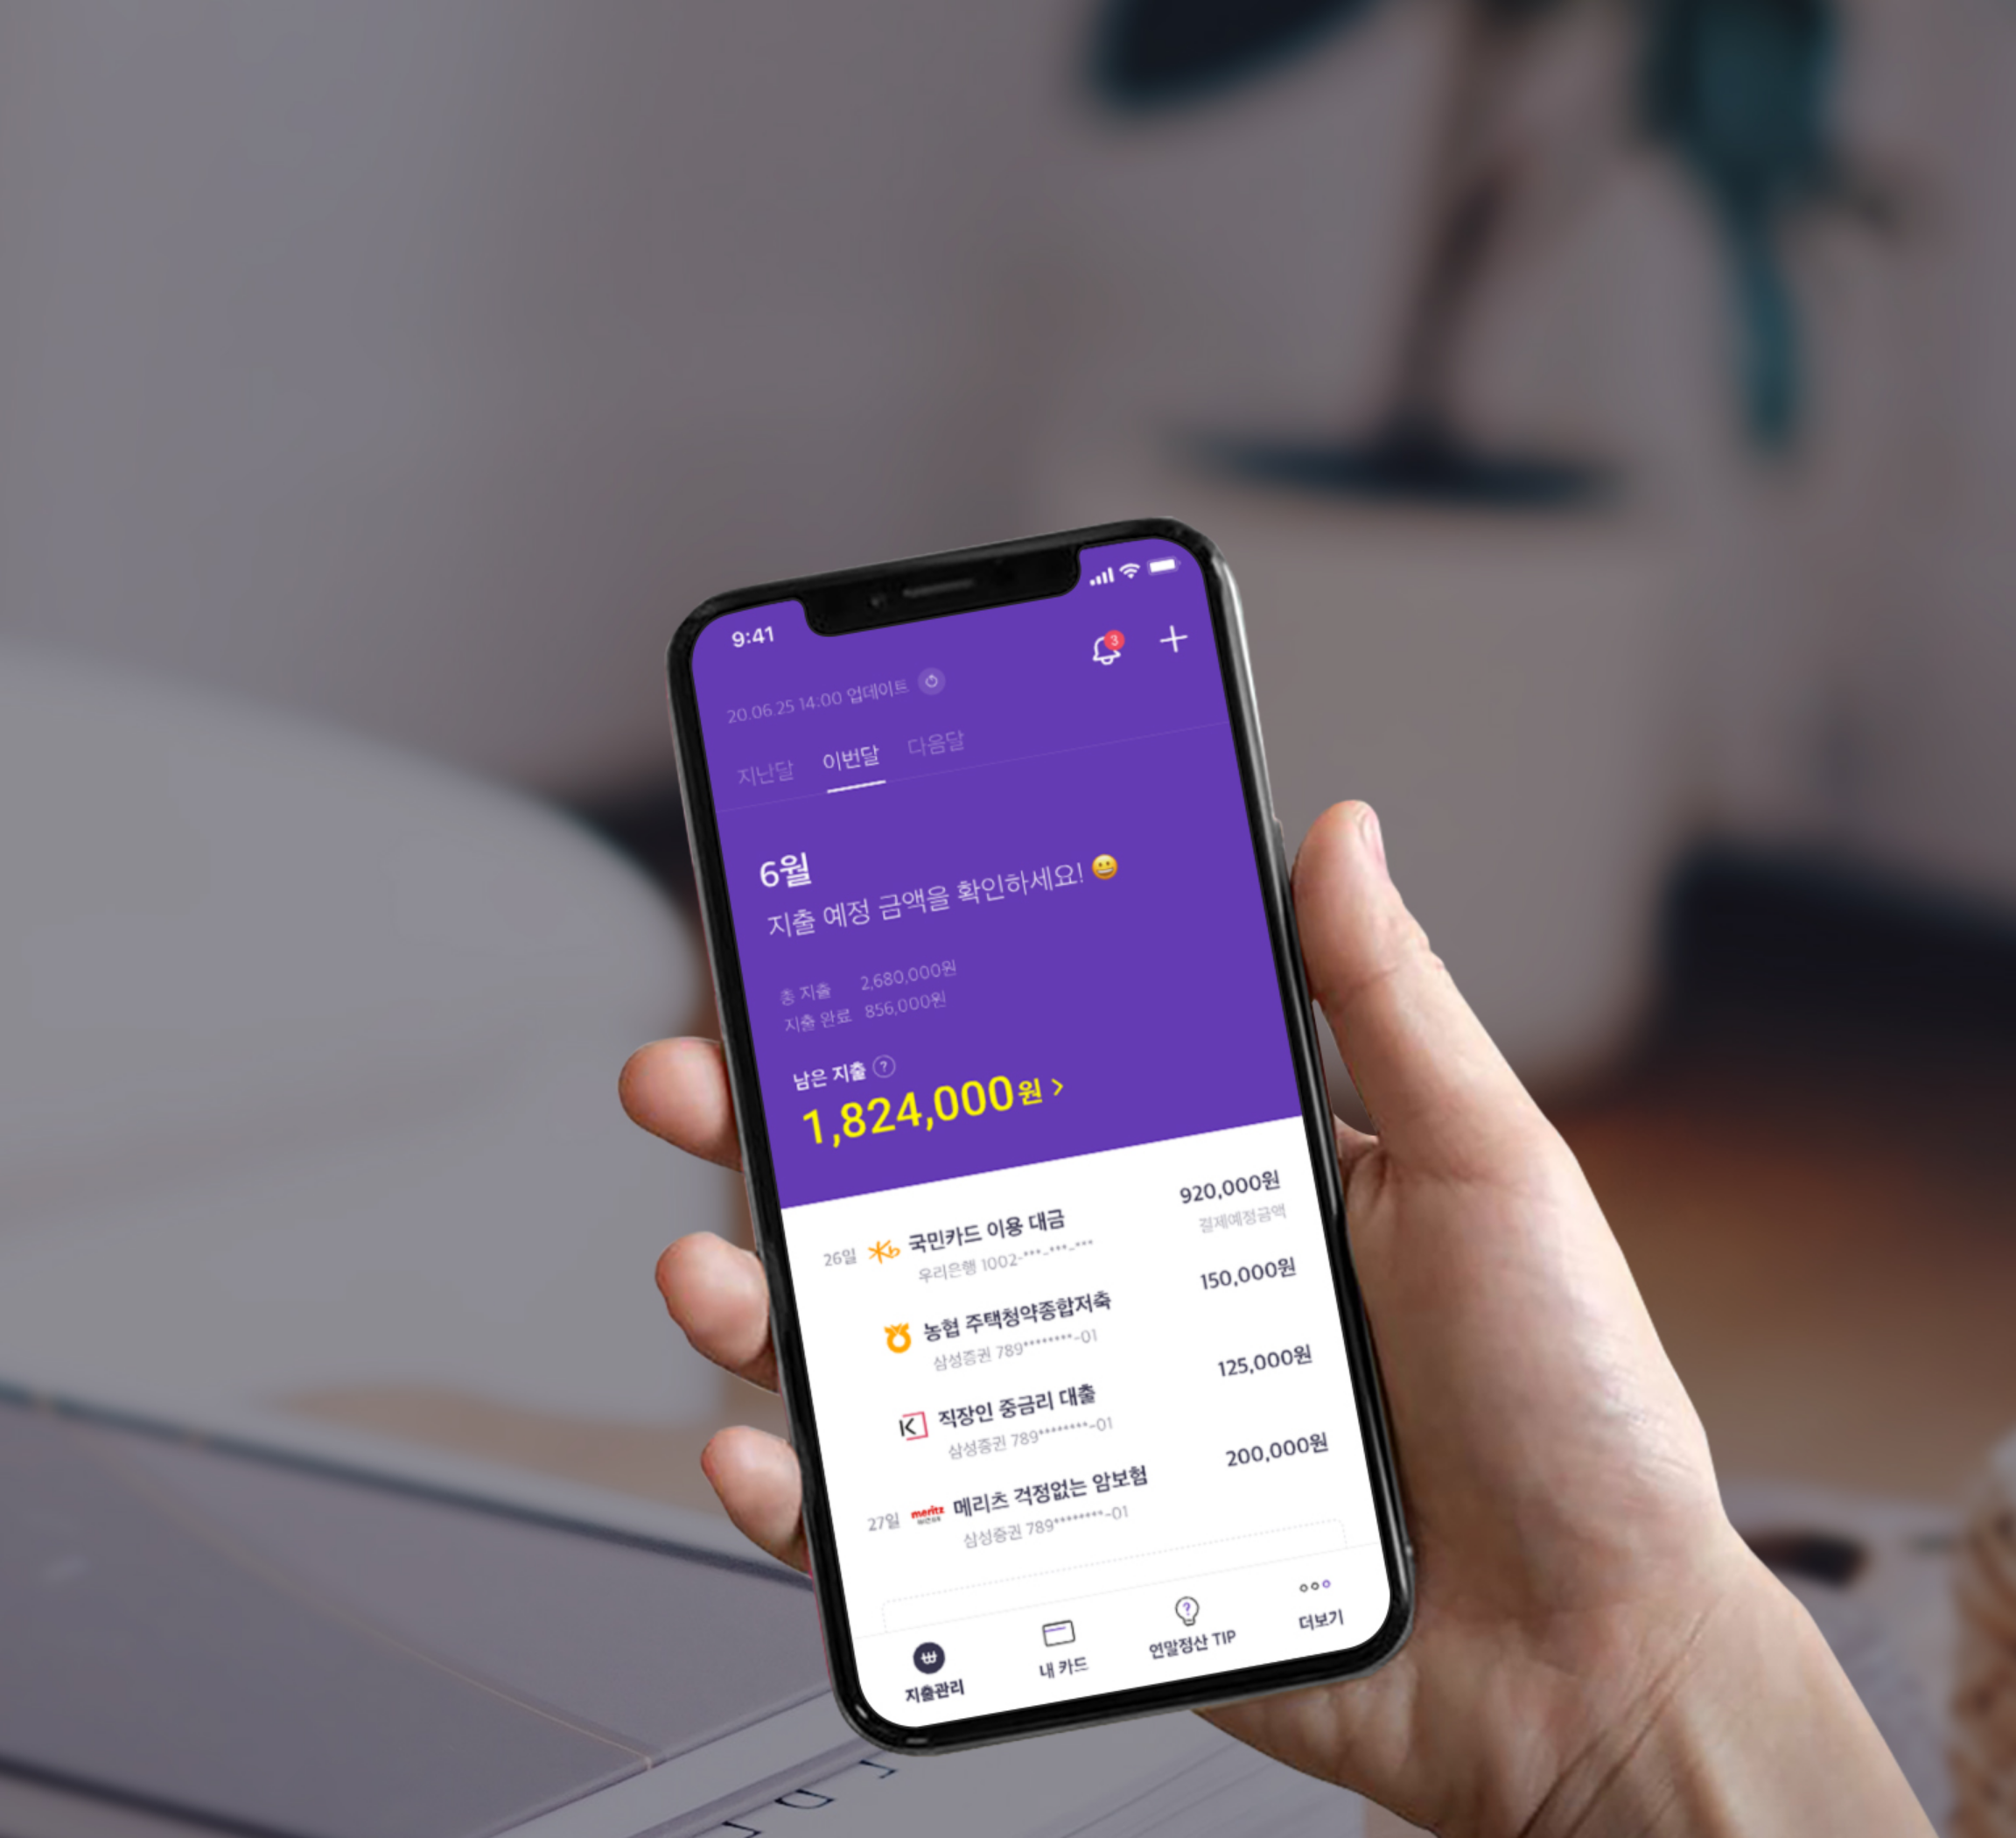 9:41
3
20.06.25 14:00 업데이트
지난달 이번달 다음달
6월
지출 예정 금액을 확인하세요! 😀
총 지출 2,680,000원
지출 완료 856,000원
남은 지출 ?
1,824,000원 >
26일 Kb 국민카드 이용 대금 920,000원
우리은행 1002-***-***-*** 결제예정금액
농협 주택청약종합저축 150,000원
삼성증권 789********-01
K 직장인 중금리 대출 125,000원
삼성증권 789********-01
27일 meritz 메리츠 걱정없는 암보험 200,000원
삼성증권 789********-01
지출관리 내 카드 연말정산 TIP 더보기